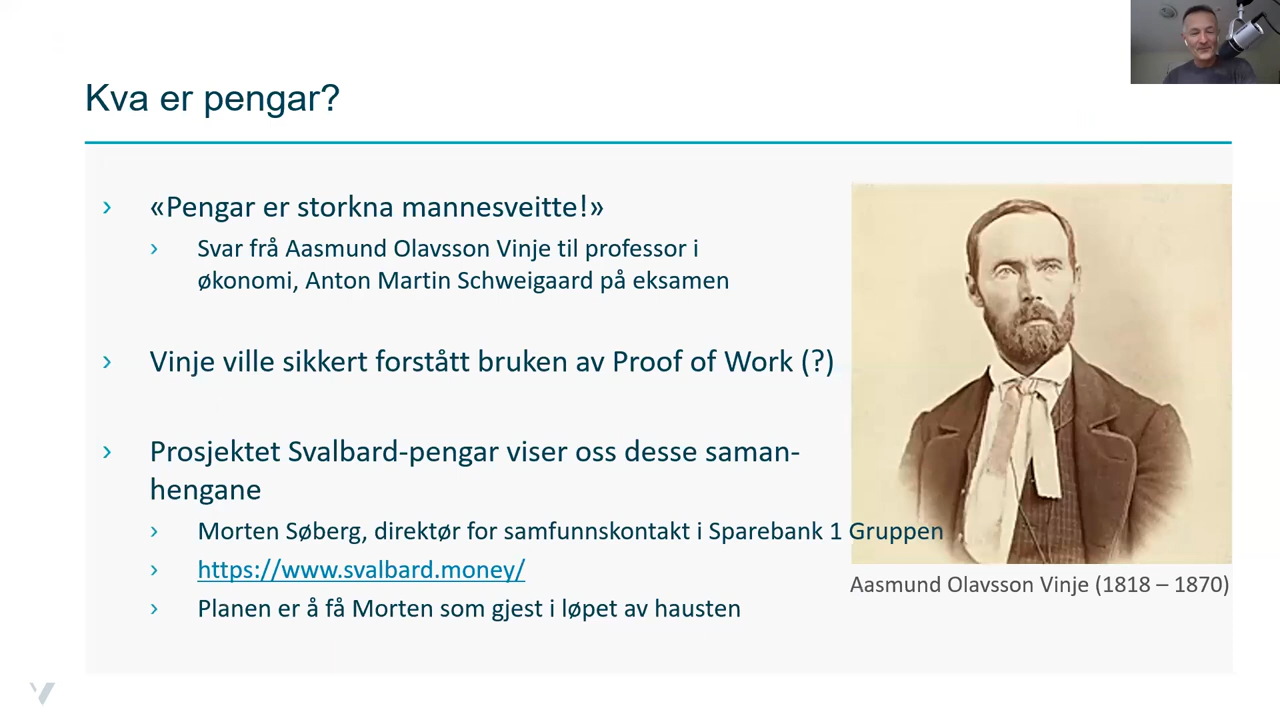 Kva er pengar?
«Pengar er storkna mannesveitte!»
Svar frå Aasmund Olavsson Vinje til professor i
økonomi, Anton Martin Schweigaard på eksamen
Vinje ville sikkert forstått bruken av Proof of Work (?)
Prosjektet Svalbard-pengar viser oss desse saman-
hengane
Morten Søberg, direktør for samfunnskontakt i Sparebank 1 Gruppen
https://www.svalbard.money/
Planen er å få Morten som gjest i løpet av hausten
Aasmund Olavsson Vinje (1818 – 1870)